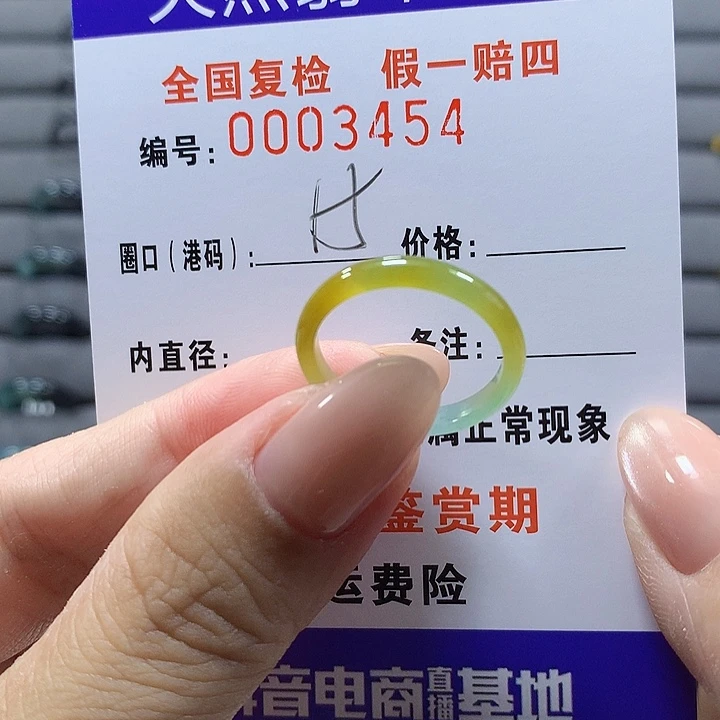 全国复检 假一赔四
编号: 0003454
圈口(港码): 价格:
内直径: 备注:
属正常现象
鉴赏期
运费险
音电商直播基地